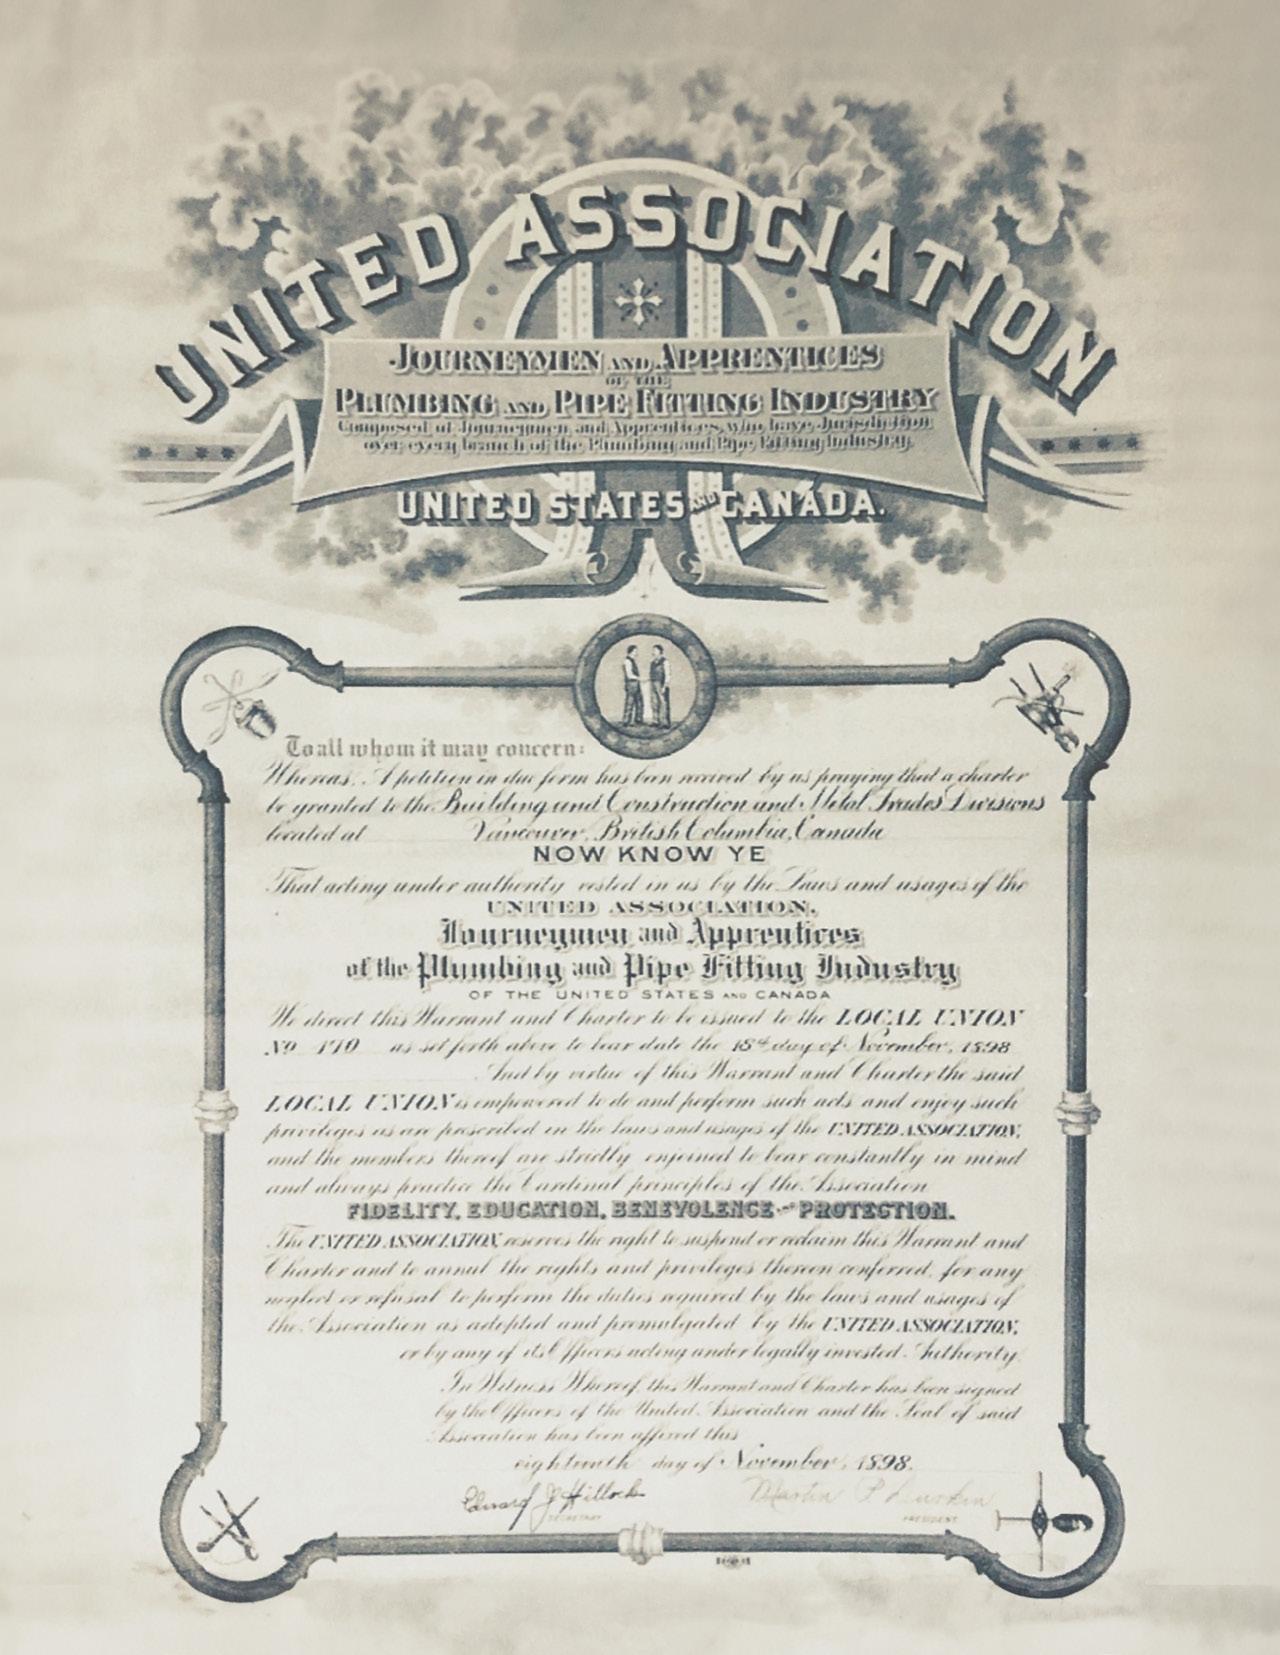 UNITED ASSOCIATION
JOURNEYMEN AND APPRENTICES
OF THE
PLUMBING AND PIPE FITTING INDUSTRY
Composed of Journeymen and Apprentices, who have Jurisdiction
over every branch of the Plumbing and Pipe Fitting Industry.
UNITED STATES AND CANADA.
To all whom it may concern:
Whereas, A petition in due form has been received by us praying that a charter
be granted to the Building and Construction and Metal Trades Divisions
located at Vancouver, British Columbia, Canada
NOW KNOW YE
That acting under authority vested in us by the Laws and usages of the
UNITED ASSOCIATION,
Journeymen and Apprentices
of the Plumbing and Pipe Fitting Industry
OF THE UNITED STATES AND CANADA
We direct this Warrant and Charter to be issued to the LOCAL UNION
No 170 as set forth above to bear date the 18th day of November, 1898
And by virtue of this Warrant and Charter the said
LOCAL UNION is empowered to do and perform such acts and enjoy such
privileges as are prescribed in the laws and usages of the UNITED ASSOCIATION,
and the members thereof are strictly enjoined to bear constantly in mind
and always practice the Cardinal principles of the Association
FIDELITY, EDUCATION, BENEVOLENCE AND PROTECTION.
The UNITED ASSOCIATION, reserves the right to suspend or reclaim this Warrant and
Charter and to annul the rights and privileges thereon conferred, for any
neglect or refusal to perform the duties required by the laws and usages of
the Association as adopted and promulgated by the UNITED ASSOCIATION,
or by any of its Officers acting under legally invested Authority.
In Witness Whereof, this Warrant and Charter has been signed
by the Officers of the United Association and the Seal of said
Association has been affixed this
eighteenth day of November, 1898.
Edward J Hillock Martin P Durkin
SECRETARY PRESIDENT